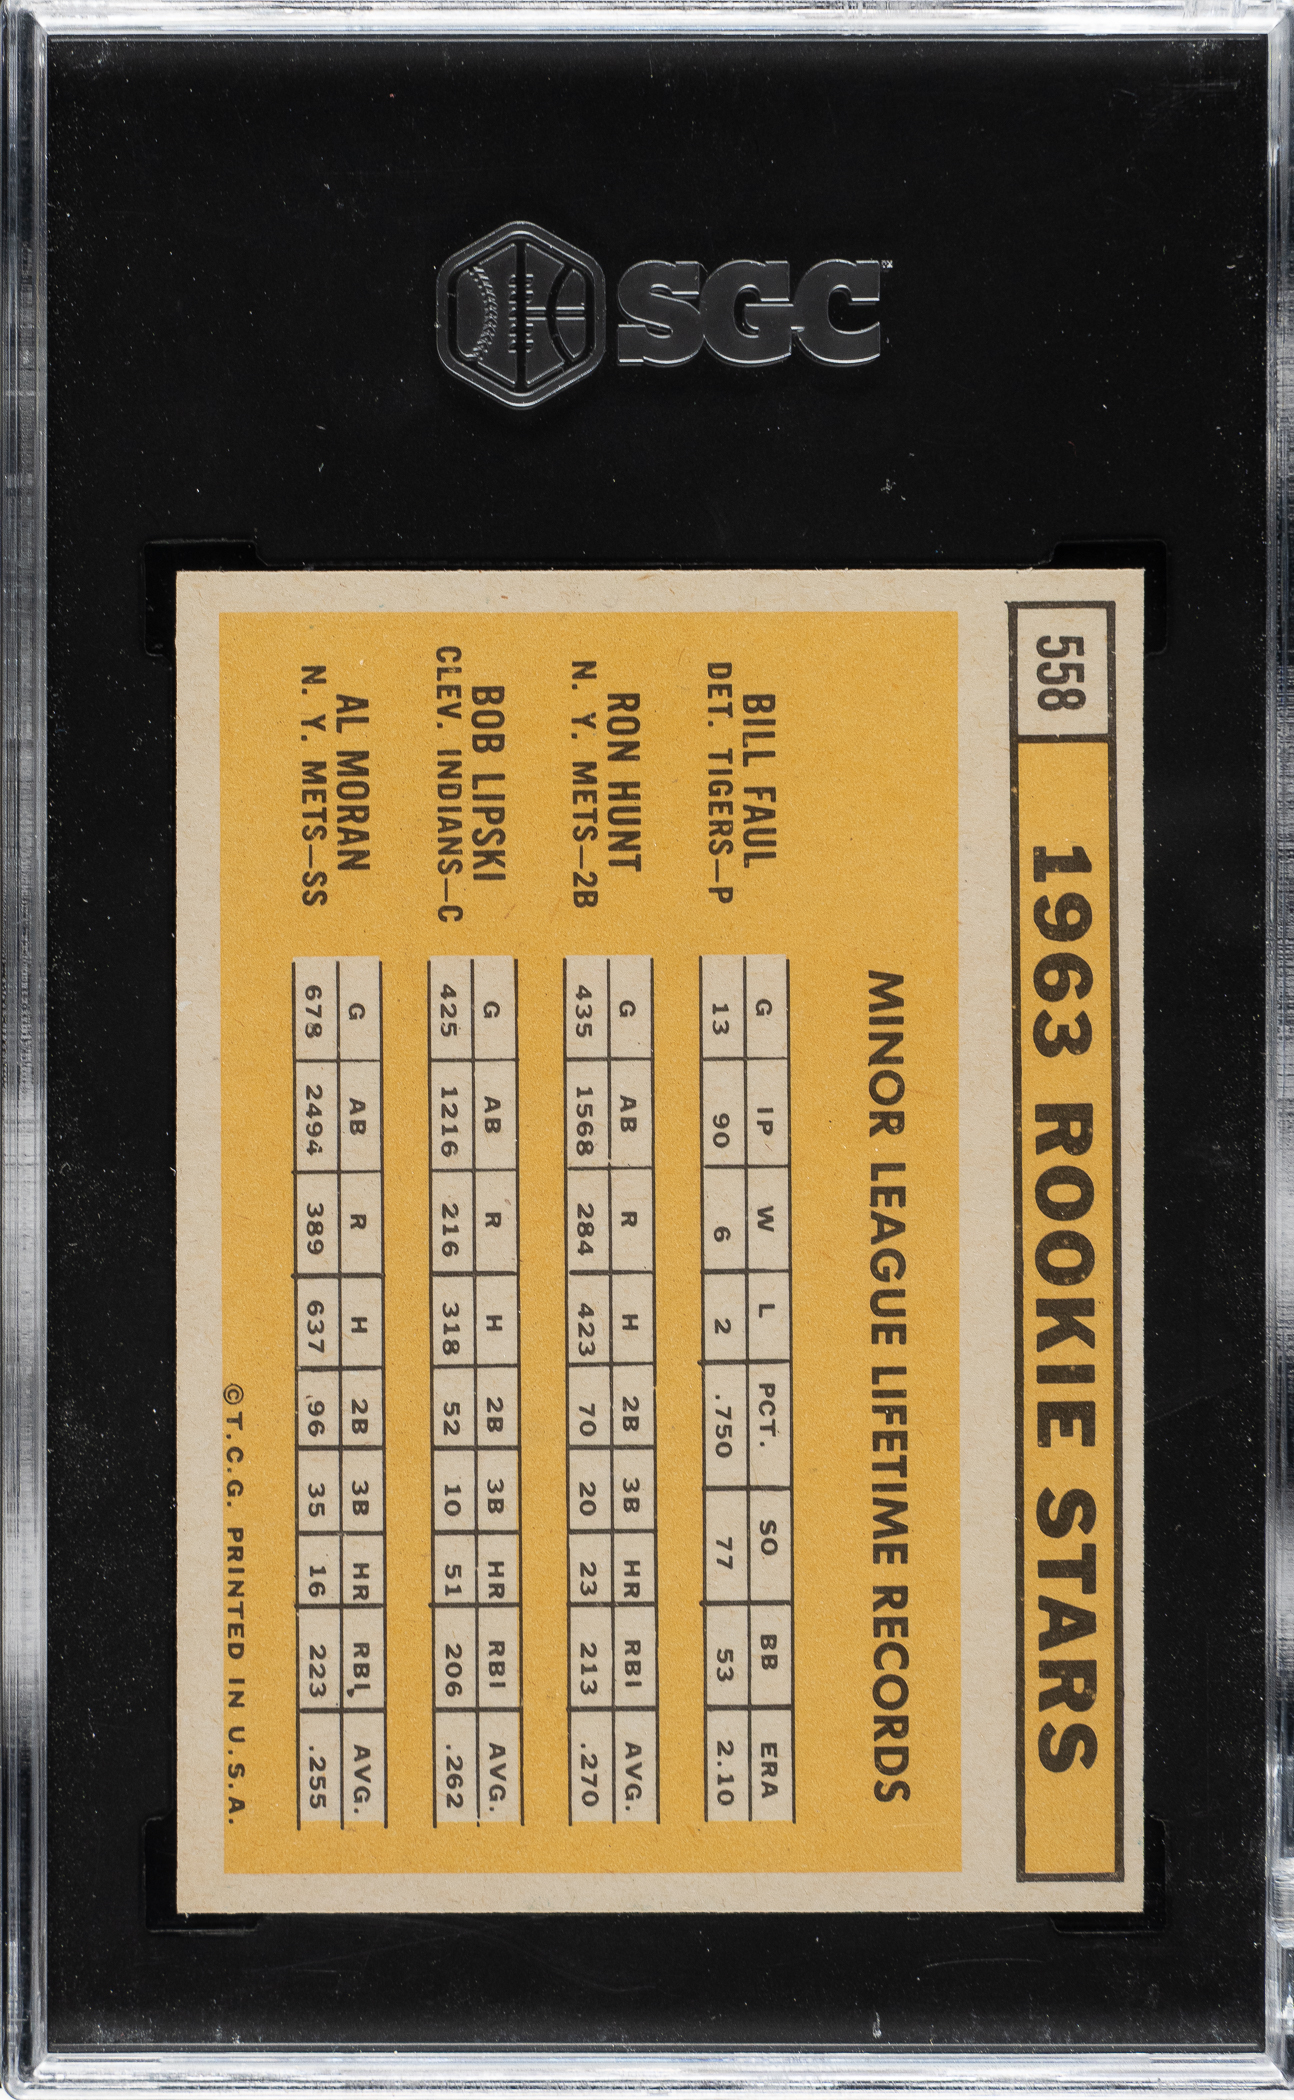 SGC
558 1963 ROOKIE STARS
MINOR LEAGUE LIFETIME RECORDS
BILL FAUL
DET. TIGERS—P
G IP W L PCT. SO BB ERA
13 90 6 2 .750 77 53 2.10
RON HUNT
N. Y. METS—2B
G AB R H 2B 3B HR RBI AVG.
435 1568 284 423 70 20 23 213 .270
BOB LIPSKI
CLEV. INDIANS—C
G AB R H 2B 3B HR RBI AVG.
425 1216 216 318 52 10 51 206 .262
AL MORAN
N. Y. METS—SS
G AB R H 2B 3B HR RBI AVG.
678 2494 389 637 96 35 16 223 .255
©T.C.G. PRINTED IN U.S.A.